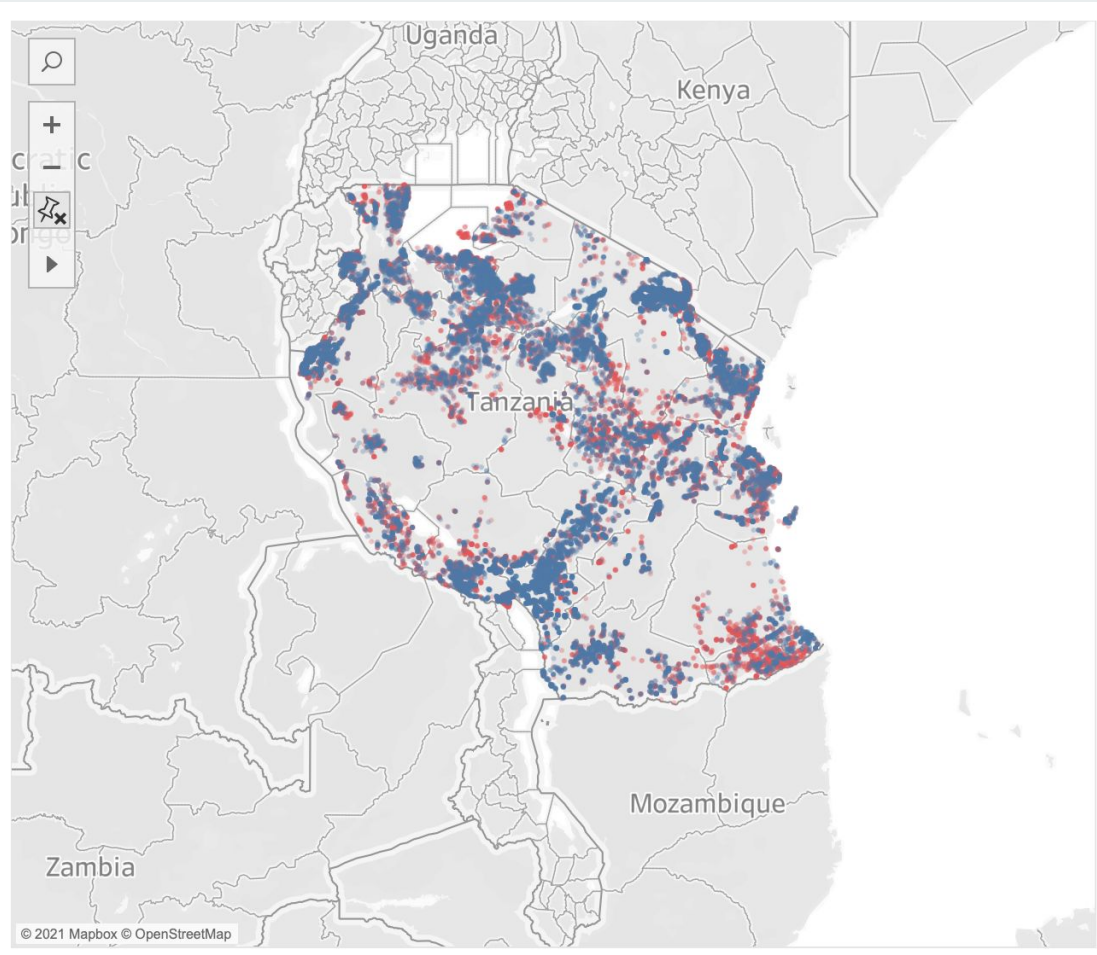 Uganda
Kenya
cratic
ubli
ongo
Tanzania
Mozambique
Zambia
© 2021 Mapbox © OpenStreetMap